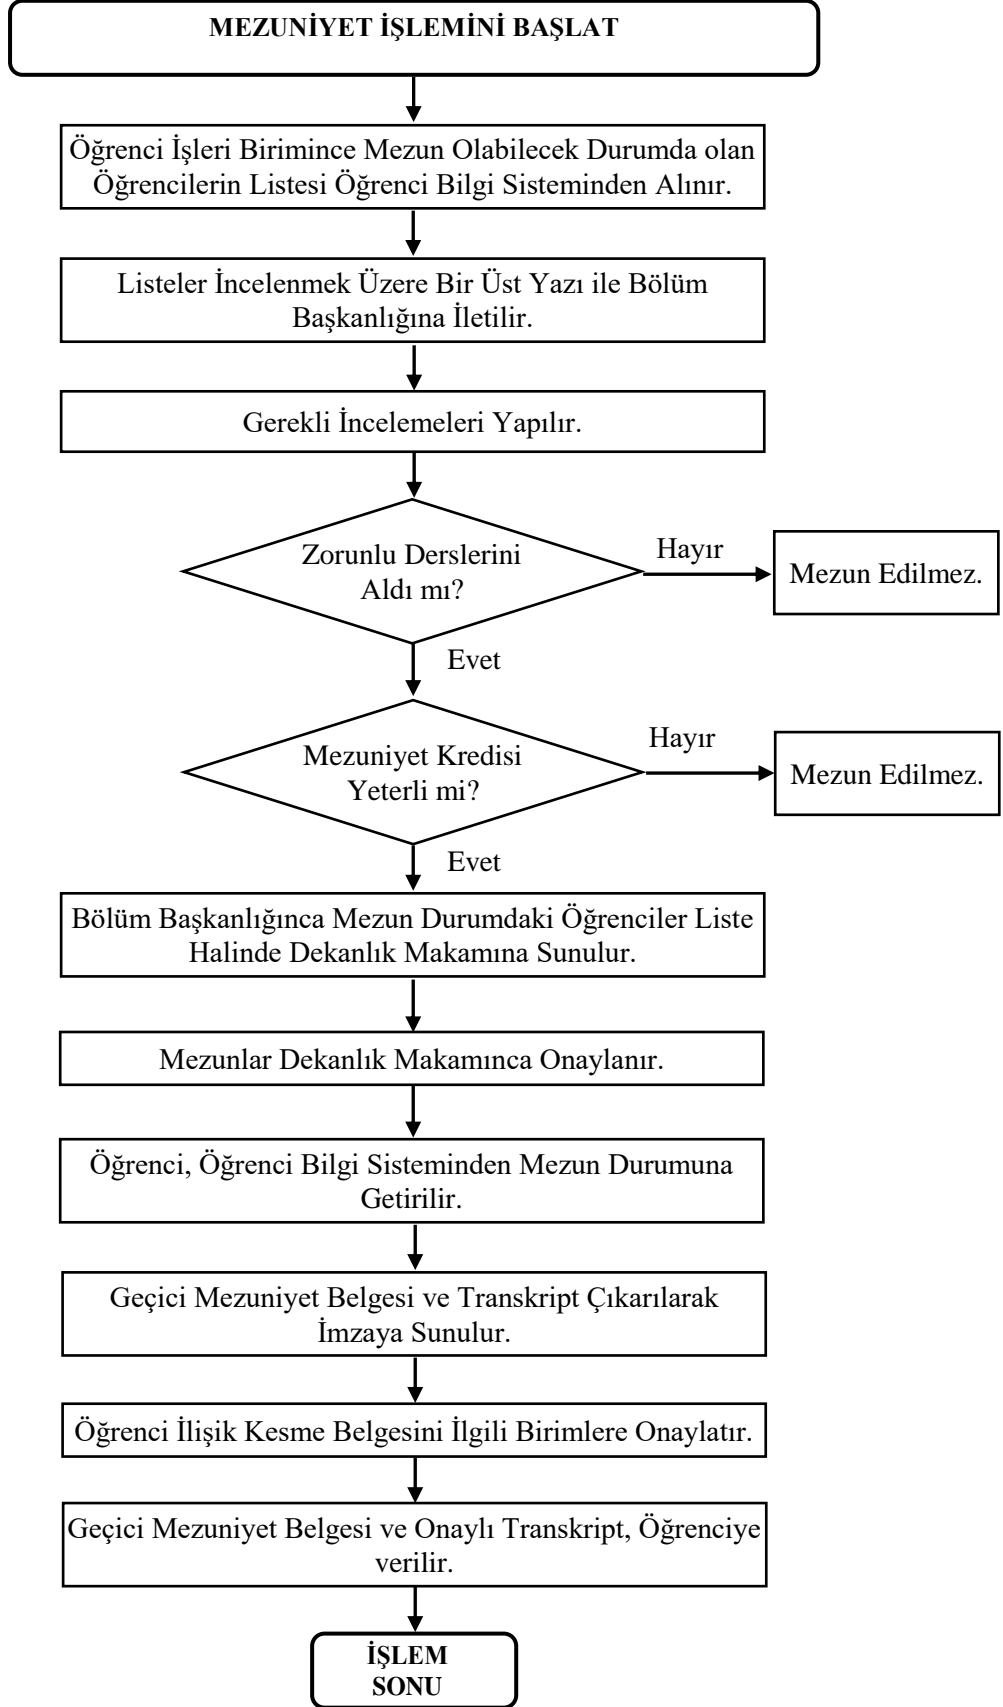 MEZUNİYET İŞLEMİNİ BAŞLAT
Öğrenci İşleri Birimince Mezun Olabilecek Durumda olan
Öğrencilerin Listesi Öğrenci Bilgi Sisteminden Alınır.
Listeler İncelenmek Üzere Bir Üst Yazı ile Bölüm
Başkanlığına İletilir.
Gerekli İncelemeleri Yapılır.
Zorunlu Derslerini
Aldı mı?
Hayır
Mezun Edilmez.
Evet
Mezuniyet Kredisi
Yeterli mi?
Hayır
Mezun Edilmez.
Evet
Bölüm Başkanlığınca Mezun Durumdaki Öğrenciler Liste
Halinde Dekanlık Makamına Sunulur.
Mezunlar Dekanlık Makamınca Onaylanır.
Öğrenci, Öğrenci Bilgi Sisteminden Mezun Durumuna
Getirilir.
Geçici Mezuniyet Belgesi ve Transkript Çıkarılarak
İmzaya Sunulur.
Öğrenci İlişik Kesme Belgesini İlgili Birimlere Onaylatır.
Geçici Mezuniyet Belgesi ve Onaylı Transkript, Öğrenciye
verilir.
İŞLEM
SONU